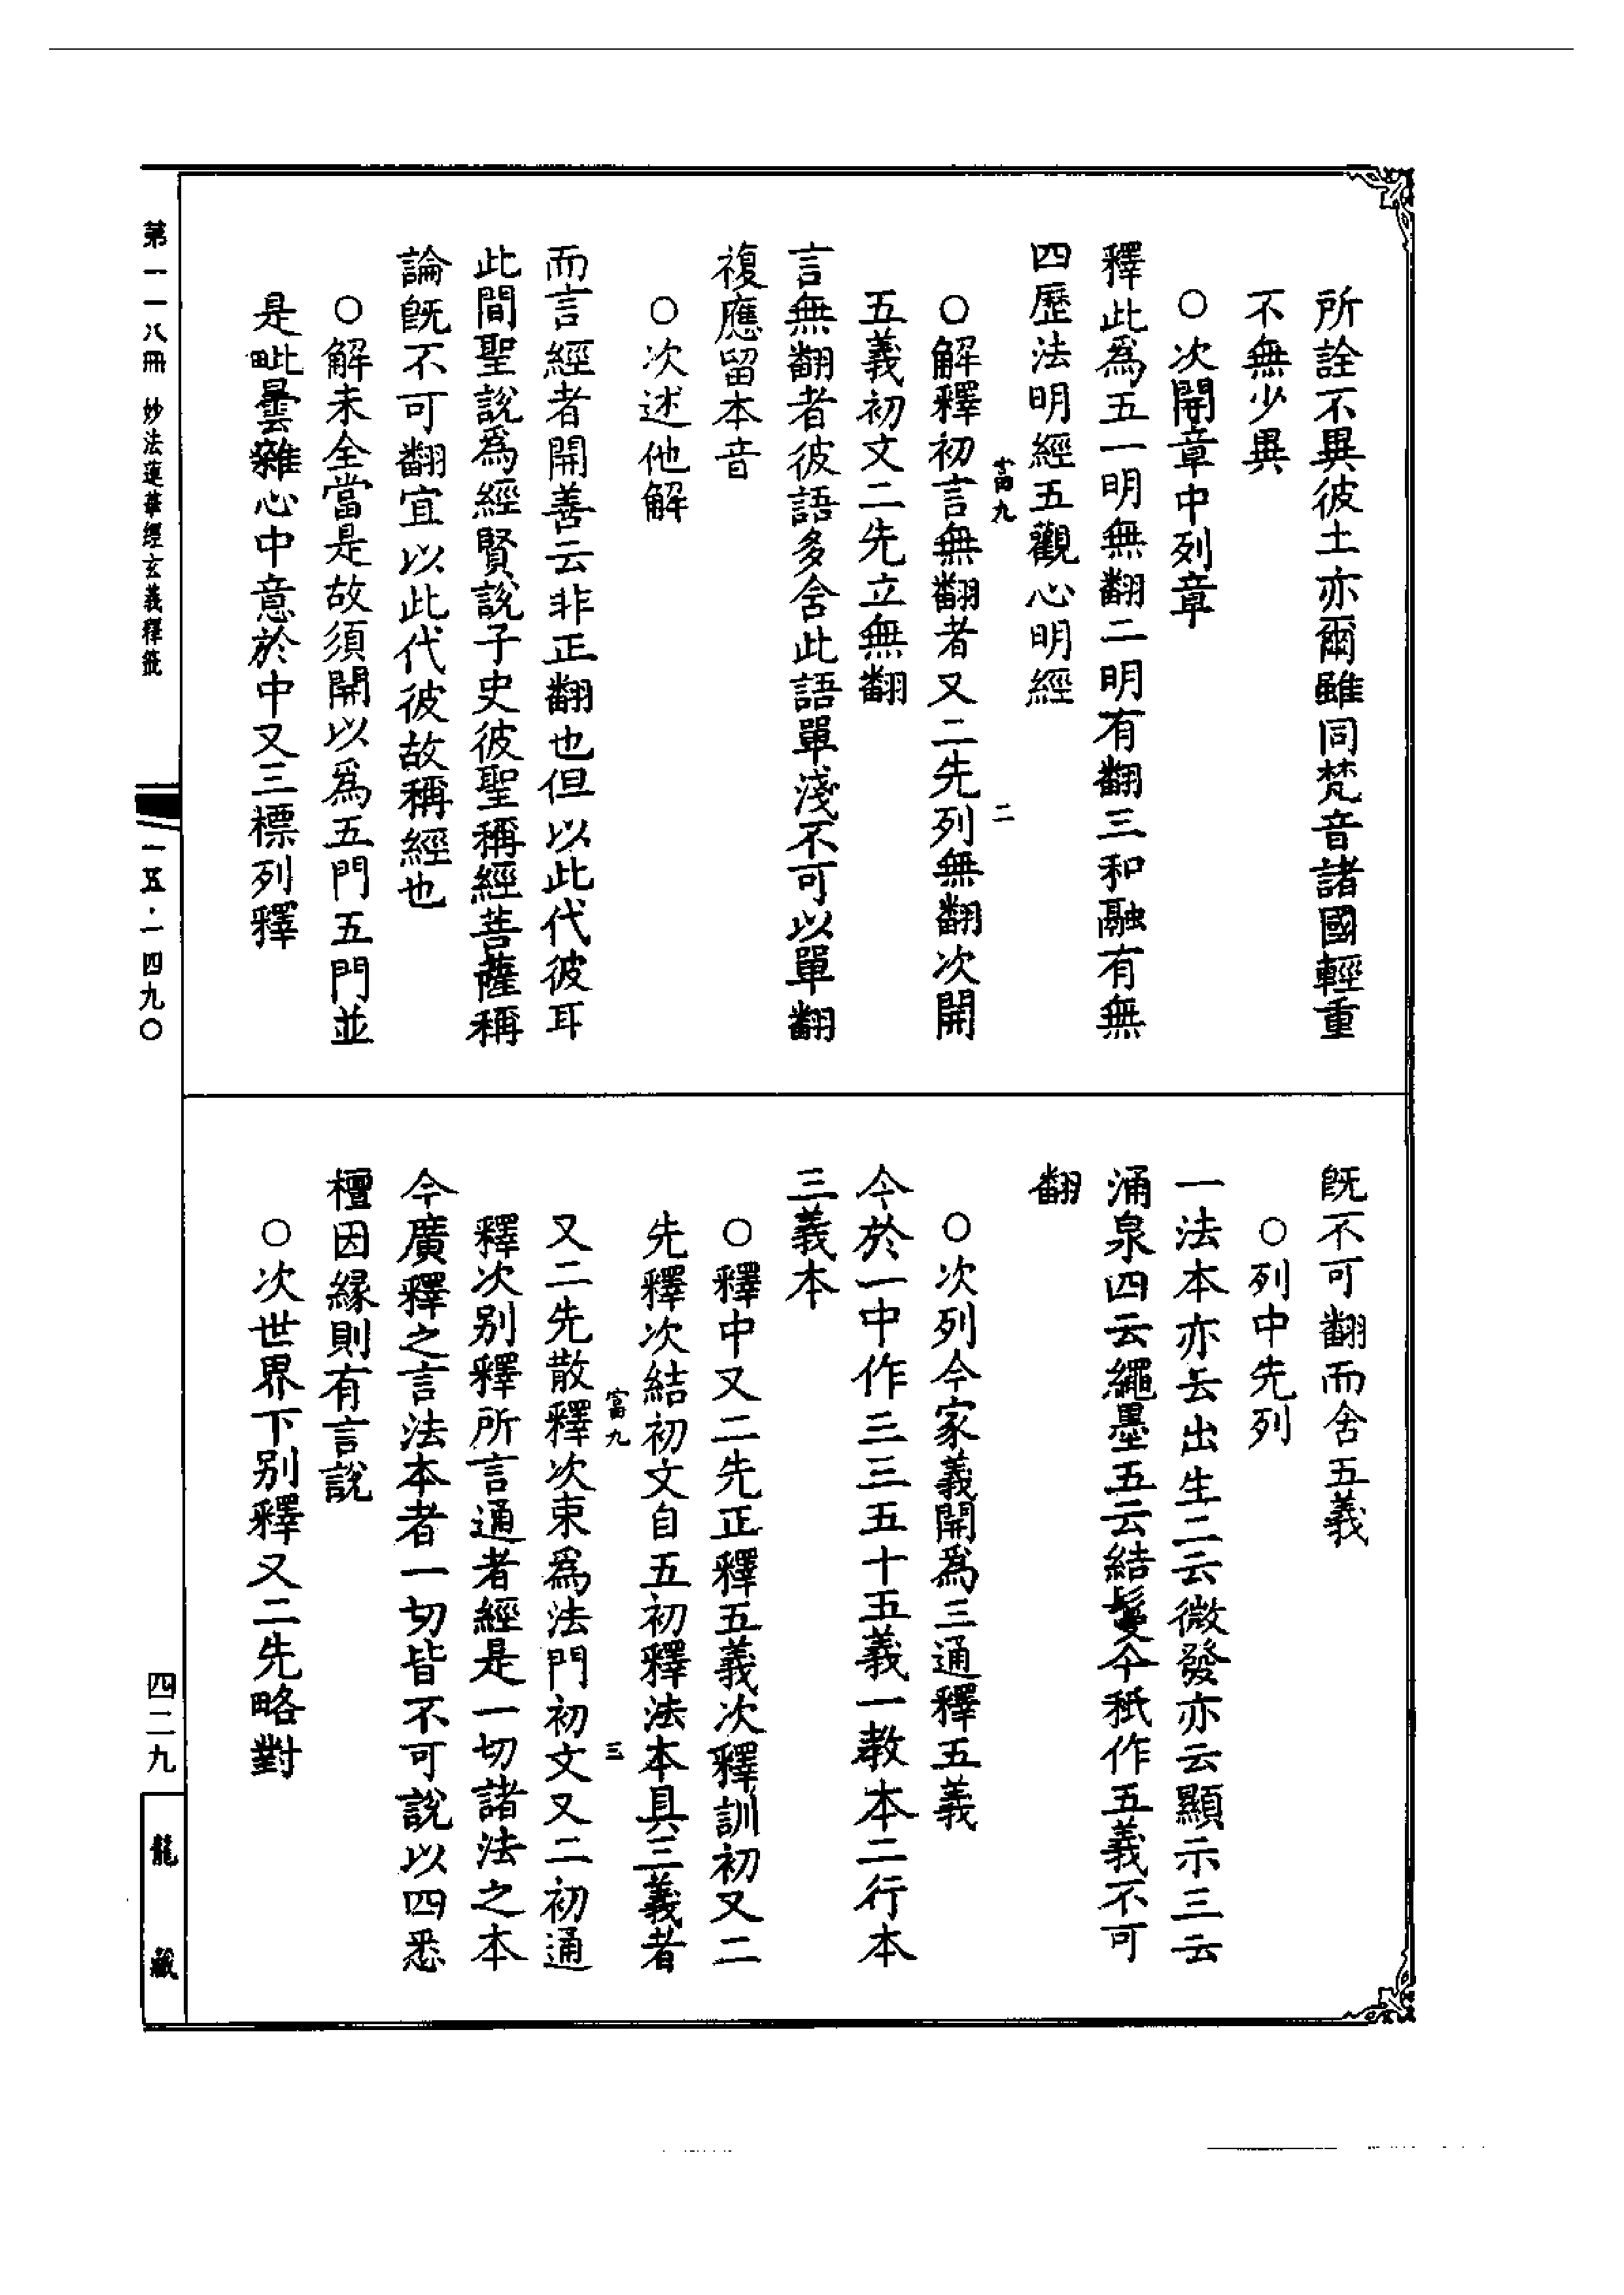 所詮不異彼土亦爾雖同梵音諸國輕重
不無少異
○次開章中列章
釋此爲五一明無翻二明有翻三和融有無
四歷法明經五觀心明經
富九 二
○解釋初言無翻者又二先列無翻次開
五義初文二先立無翻
言無翻者彼語多含此語單淺不可以單翻
複應留本音
○次述他解
而言經者開善云非正翻也但以此代彼耳
此間聖說爲經賢說子史彼聖稱經菩薩稱
論既不可翻宜以此代彼故稱經也
○解未全當是故須開以爲五門五門並
是毗曇雜心中意於中又三標列釋
既不可翻而含五義
○列中先列
一法本亦云出生二云微發亦云顯示三云
涌泉四云繩墨五云結鬘今秖作五義不可
翻
○次列今家義開爲三通釋五義
今於一中作三三五十五義一教本二行本
三義本
○釋中又二先正釋五義次釋訓初又二
先釋次結初文自五初釋法本具三義者
富九 三
又二先散釋次束爲法門初文又二初通
釋次别釋所言通者經是一切諸法之本
今廣釋之言法本者一切皆不可說以四悉
檀因緣則有言說
○次世界下别釋又二先略對
第一一八冊 妙法蓮華經玄義釋籤
一五·一四九〇
四二九
龍藏